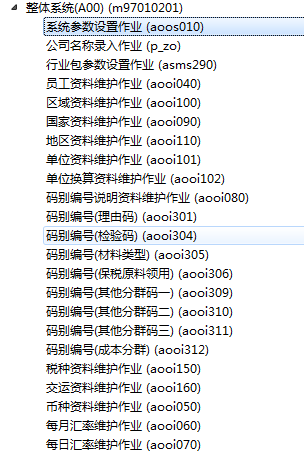 整体系统(A00) (m97010201)
系统参数设置作业 (aoos010)
公司名称录入作业 (p_zo)
行业包参数设置作业 (asms290)
员工资料维护作业 (aooi040)
区域资料维护作业 (aooi100)
国家资料维护作业 (aooi090)
地区资料维护作业 (aooi110)
单位资料维护作业 (aooi101)
单位换算资料维护作业 (aooi102)
码别编号说明资料维护作业 (aooi080)
码别编号(理由码) (aooi301)
码别编号(检验码) (aooi304)
码别编号(材料类型) (aooi305)
码别编号(保税原料领用) (aooi306)
码别编号(其他分群码一) (aooi309)
码别编号(其他分群码二) (aooi310)
码别编号(其他分群码三) (aooi311)
码别编号(成本分群) (aooi312)
税种资料维护作业 (aooi150)
交运资料维护作业 (aooi160)
币种资料维护作业 (aooi050)
每月汇率维护作业 (aooi060)
每日汇率维护作业 (aooi070)